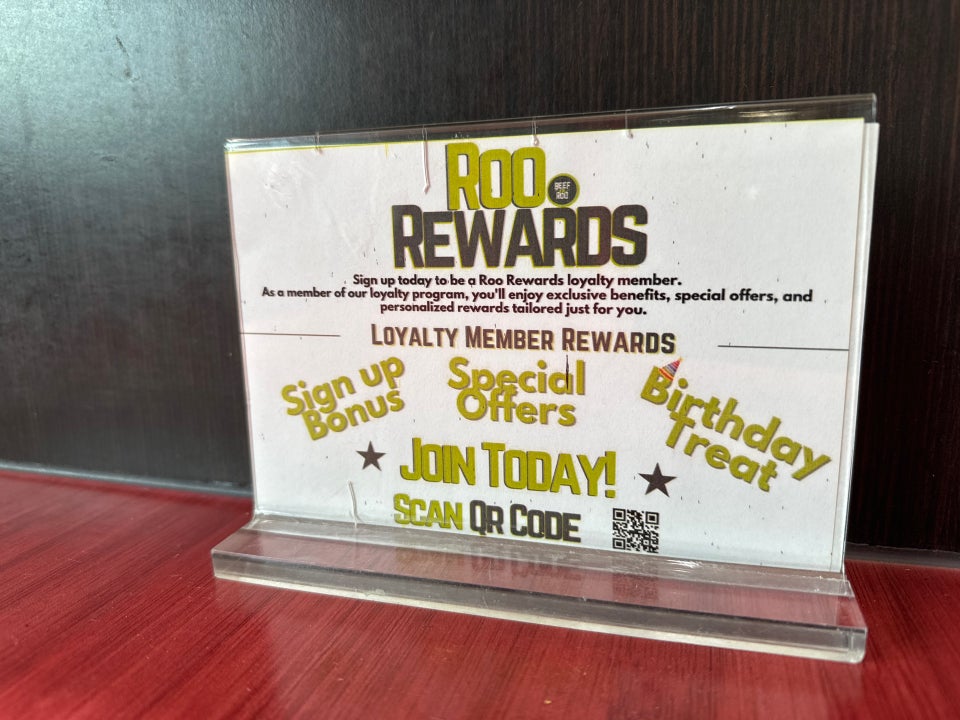 Roo.
BEEF
A
ROO
REWARDS
Sign up today to be a Roo Rewards loyalty member.
As a member of our loyalty program, you'll enjoy exclusive benefits, special offers, and
personalized rewards tailored just for you.
LOYALTY MEMBER REWARDS
Sign up
Bonus
Special
Offers
Birthday
Treat
JOIN TODAY!
SCAN QR CODE